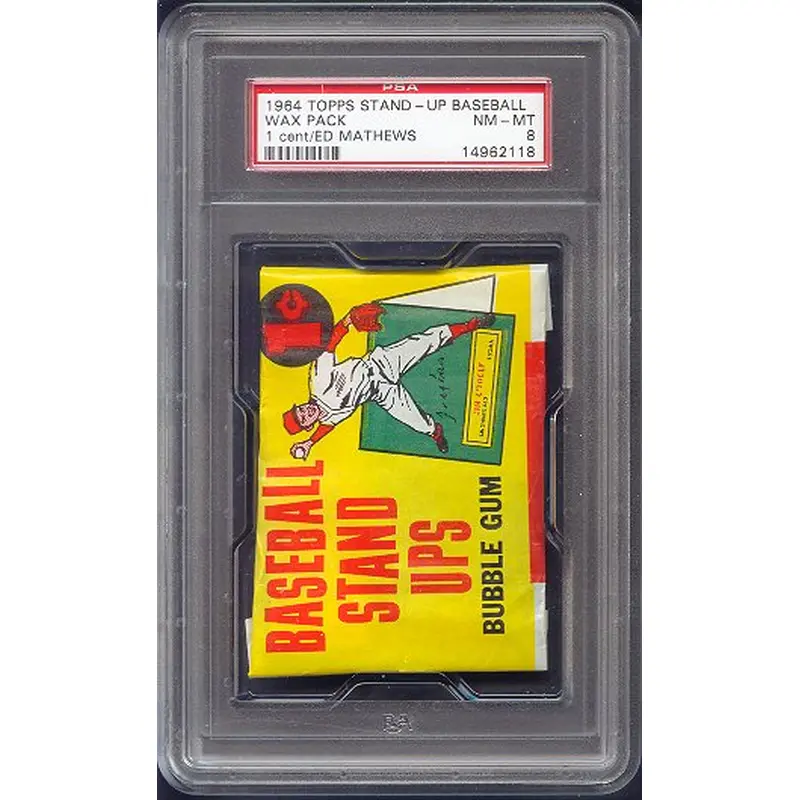 PSA
1964 TOPPS STAND-UP BASEBALL
WAX PACK NM-MT
1 cent/ED MATHEWS 8
14962118
1¢
BASEBALL
STAND
UPS
BUBBLE GUM
PSA